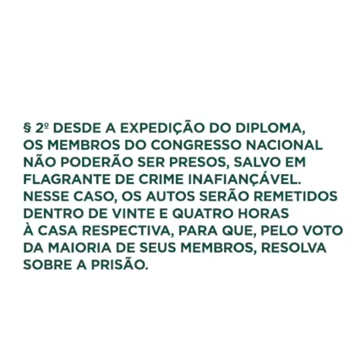 § 2º DESDE A EXPEDIÇÃO DO DIPLOMA,
OS MEMBROS DO CONGRESSO NACIONAL
NÃO PODERÃO SER PRESOS, SALVO EM
FLAGRANTE DE CRIME INAFIANÇÁVEL.
NESSE CASO, OS AUTOS SERÃO REMETIDOS
DENTRO DE VINTE E QUATRO HORAS
À CASA RESPECTIVA, PARA QUE, PELO VOTO
DA MAIORIA DE SEUS MEMBROS, RESOLVA
SOBRE A PRISÃO.